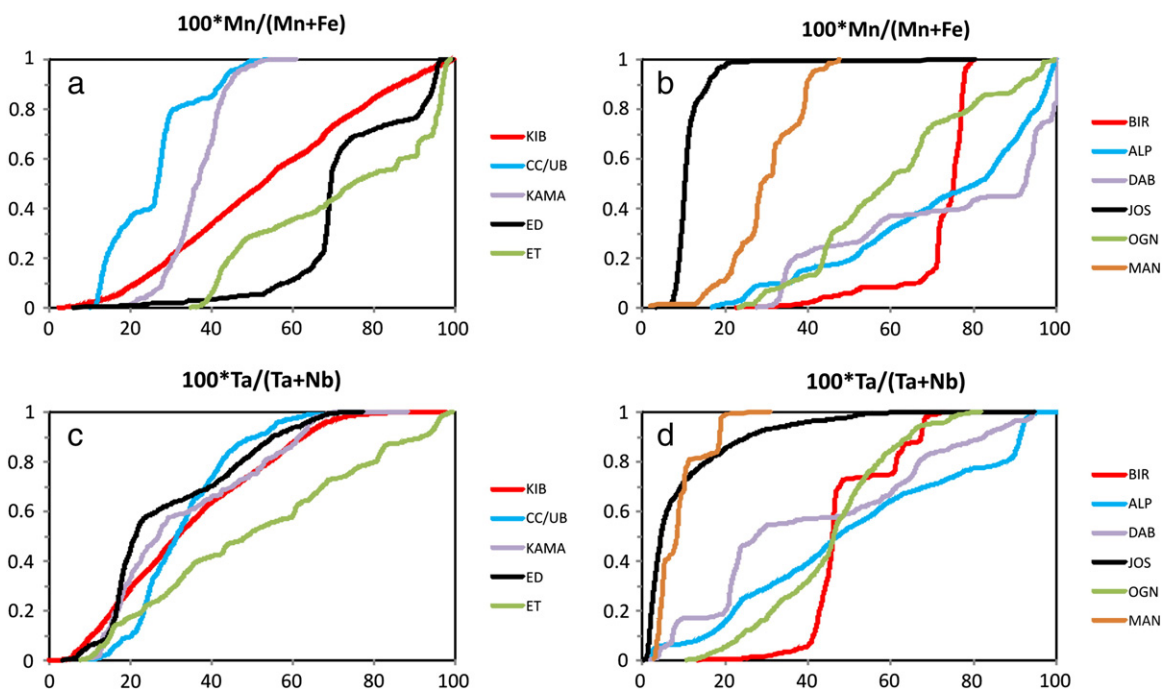 100*Mn/(Mn+Fe)
a
1
0.8
0.6
0.4
0.2
0
0 20 40 60 80 100
KIB
CC/UB
KAMA
ED
ET
100*Mn/(Mn+Fe)
b
1
0.8
0.6
0.4
0.2
0
0 20 40 60 80 100
BIR
ALP
DAB
JOS
OGN
MAN
100*Ta/(Ta+Nb)
c
1
0.8
0.6
0.4
0.2
0
0 20 40 60 80 100
KIB
CC/UB
KAMA
ED
ET
100*Ta/(Ta+Nb)
d
1
0.8
0.6
0.4
0.2
0
0 20 40 60 80 100
BIR
ALP
DAB
JOS
OGN
MAN